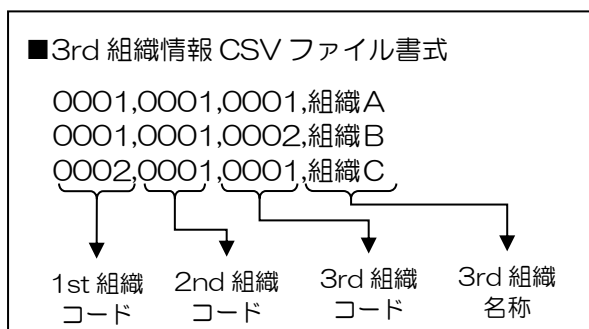 ■3rd 組織情報 CSV ファイル書式
0001,0001,0001,組織A
0001,0001,0002,組織B
0002,0001,0001,組織C
1st 組織
コード
2nd 組織
コード
3rd 組織
コード
3rd 組織
名称